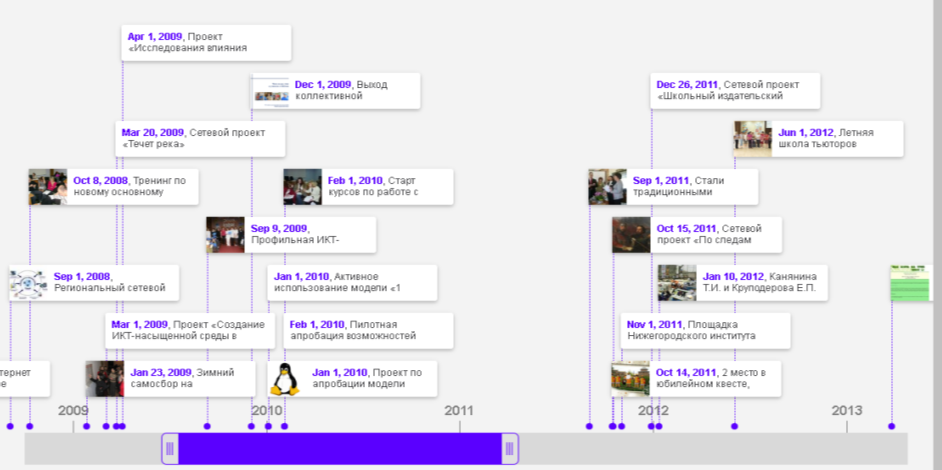 Apr 1, 2009, Проект
«Исследования влияния
Dec 1, 2009, Выход
коллективной
Dec 26, 2011, Сетевой проект
«Школьный издательский
Mar 20, 2009, Сетевой проект
«Течет река»
Jun 1, 2012, Летняя
школа тьюторов
Oct 8, 2008, Тренинг по
новому основному
Feb 1, 2010, Старт
курсов по работе с
Sep 1, 2011, Стали
традиционными
Sep 9, 2009,
Профильная ИКТ-
Oct 15, 2011, Сетевой
проект «По следам
Sep 1, 2008,
Региональный сетевой
Jan 1, 2010, Активное
использование модели «1
Jan 10, 2012, Канянина
Т.И. и Круподерова Е.П.
Mar 1, 2009, Проект «Создание
ИКТ-насыщенной среды в
Feb 1, 2010, Пилотная
апробация возможностей
Nov 1, 2011, Площадка
Нижегородского института
тернет
е
Jan 23, 2009, Зимний
самосбор на
Jan 1, 2010, Проект по
апробации модели
Oct 14, 2011, 2 место в
юбилейном квесте,
2009
2010
2011
2012
2013